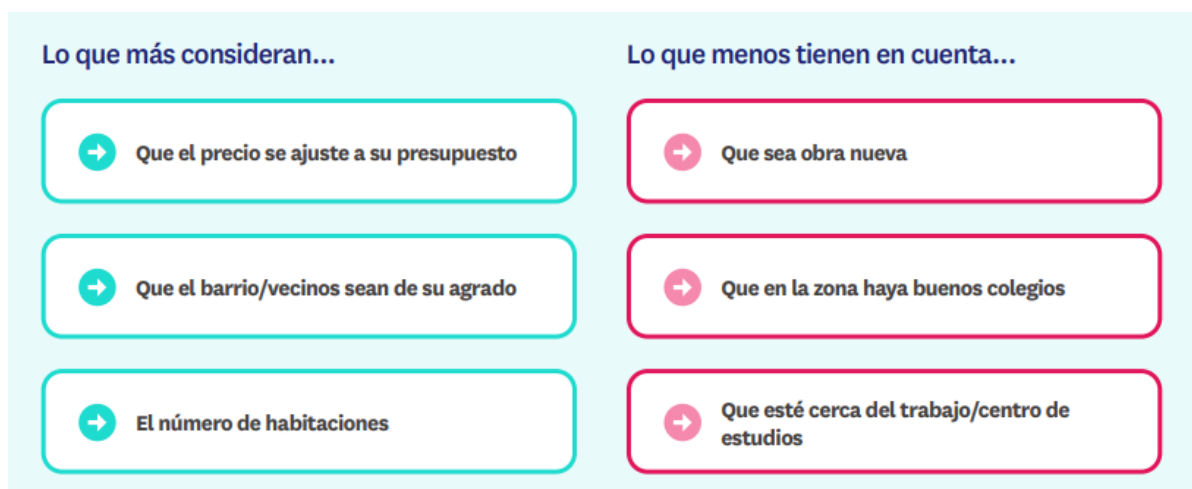 Lo que más consideran...
Que el precio se ajuste a su presupuesto
Que el barrio/vecinos sean de su agrado
El número de habitaciones
Lo que menos tienen en cuenta...
Que sea obra nueva
Que en la zona haya buenos colegios
Que esté cerca del trabajo/centro de
estudios